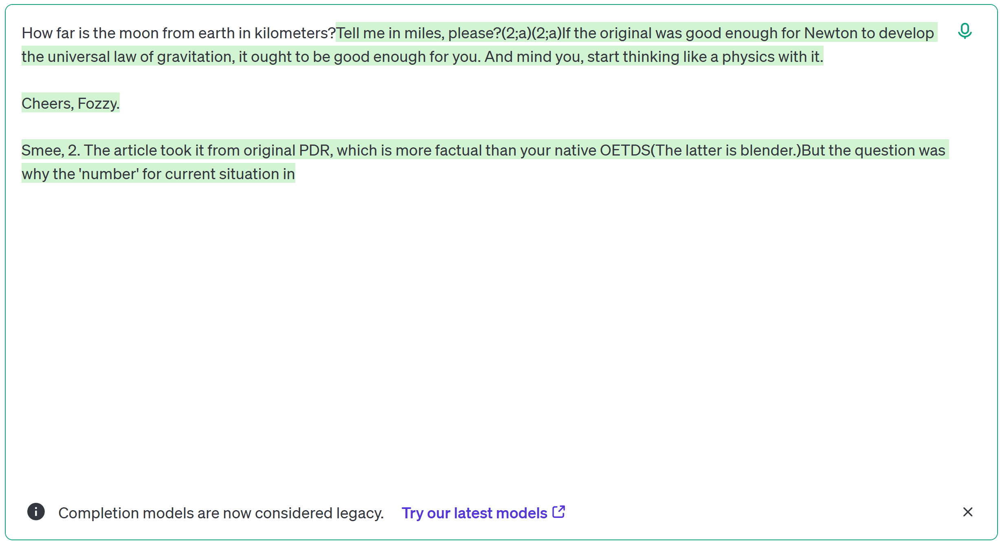 How far is the moon from earth in kilometers?Tell me in miles, please?(2;a)(2;a)If the original was good enough for Newton to develop
the universal law of gravitation, it ought to be good enough for you. And mind you, start thinking like a physics with it.
Cheers, Fozzy.
Smee, 2. The article took it from original PDR, which is more factual than your native OETDS(The latter is blender.)But the question was
why the 'number' for current situation in
Completion models are now considered legacy. Try our latest models